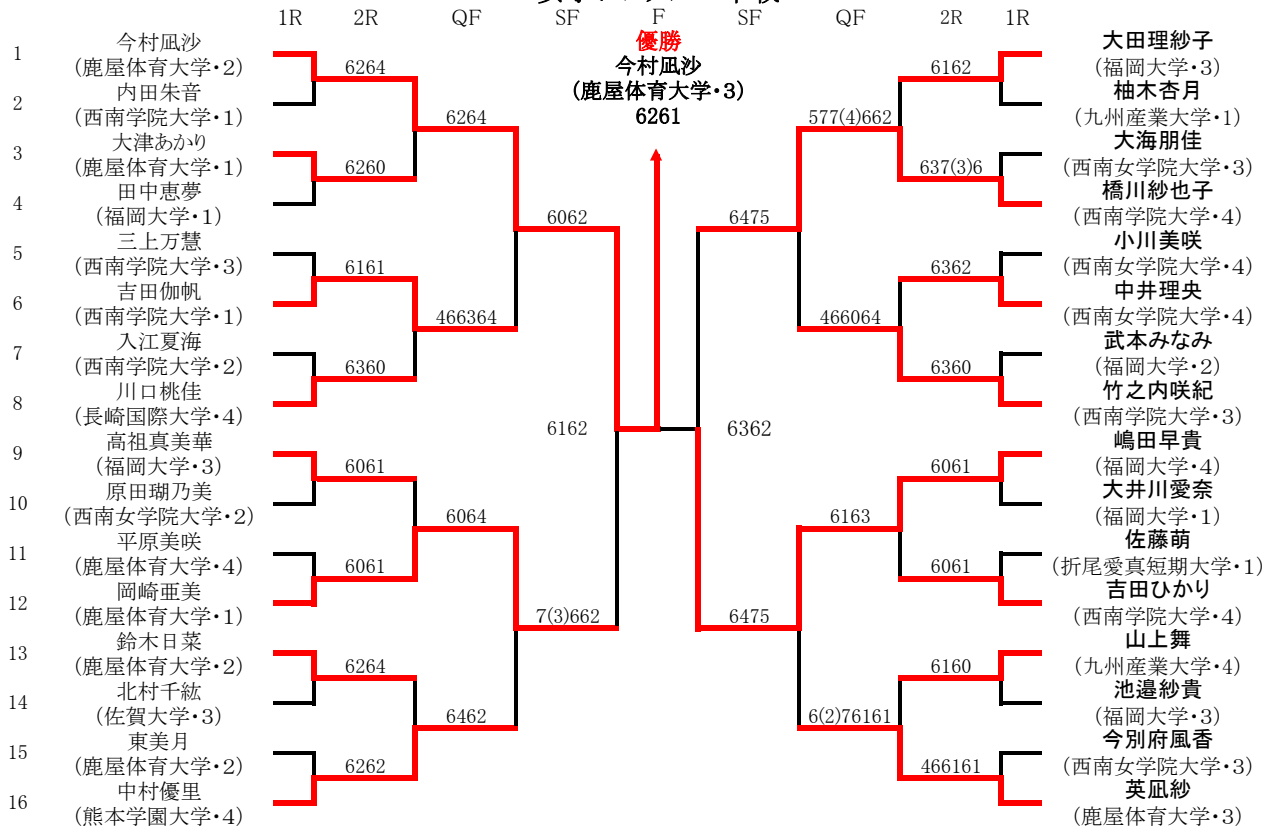 1R 2R QF SF F SF QF 2R 1R
優勝
今村凪沙
(鹿屋体育大学・3)
6261
1
今村凪沙
(鹿屋体育大学・2)
2
内田朱音
(西南学院大学・1)
3
大津あかり
(鹿屋体育大学・1)
4
田中恵夢
(福岡大学・1)
5
三上万慧
(西南学院大学・3)
6
吉田伽帆
(西南学院大学・1)
7
入江夏海
(西南学院大学・2)
8
川口桃佳
(長崎国際大学・4)
9
高祖真美華
(福岡大学・3)
10
原田瑚乃美
(西南女学院大学・2)
11
平原美咲
(鹿屋体育大学・4)
12
岡崎亜美
(鹿屋体育大学・1)
13
鈴木日菜
(鹿屋体育大学・2)
14
北村千紘
(佐賀大学・3)
15
東美月
(鹿屋体育大学・2)
16
中村優里
(熊本学園大学・4)
6264
6260
6161
6360
6061
6061
6264
6262
6264
466364
6064
6462
6062
7(3)662
6162
6362
6475
6475
577(4)662
466064
6163
6(2)76161
6162
637(3)6
6362
6360
6061
6061
6160
466161
大田理紗子
(福岡大学・3)
柚木杏月
(九州産業大学・1)
大海朋佳
(西南女学院大学・3)
橋川紗也子
(西南学院大学・4)
小川美咲
(西南女学院大学・4)
中井理央
(西南女学院大学・4)
武本みなみ
(福岡大学・2)
竹之内咲紀
(西南学院大学・3)
嶋田早貴
(福岡大学・4)
大井川愛奈
(福岡大学・1)
佐藤萌
(折尾愛真短期大学・1)
吉田ひかり
(西南学院大学・4)
山上舞
(九州産業大学・4)
池邉紗貴
(福岡大学・3)
今別府風香
(西南女学院大学・3)
英凪紗
(鹿屋体育大学・3)